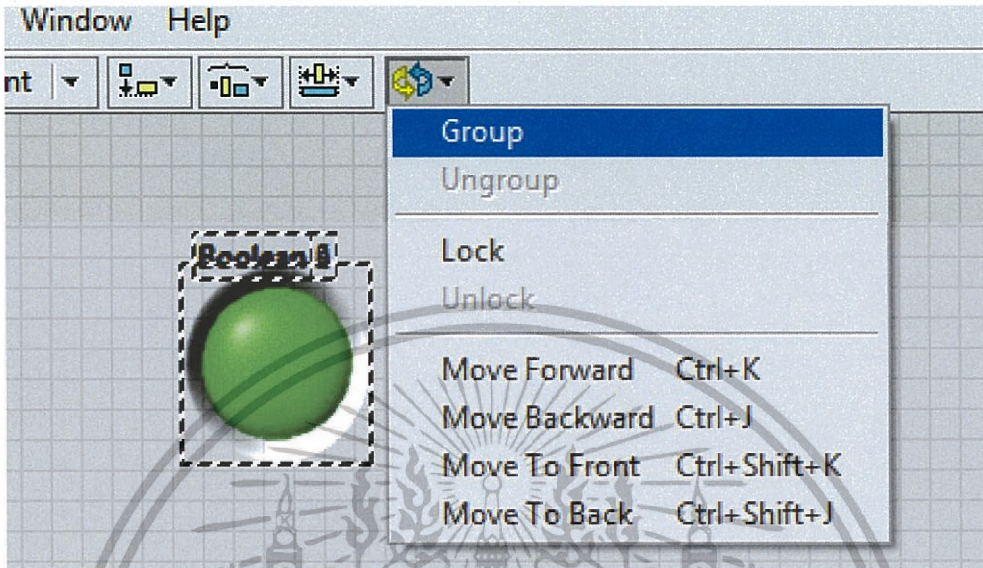 Window Help
nt
Group
Ungroup
Lock
Unlock
Boolean
Move Forward Ctrl+K
Move Backward Ctrl+J
Move To Front Ctrl+Shift+K
Move To Back Ctrl+Shift+J